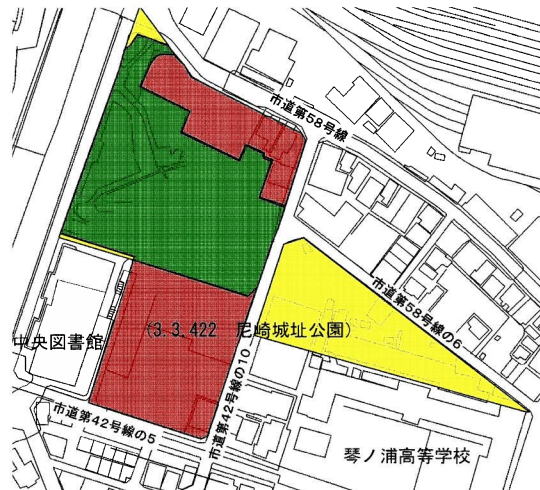 市道第58号線
市道第58号線の6
(3.3.422 尼崎城址公園)
中央図書館
市道第42号線の10
市道第42号線の5
琴ノ浦高等学校